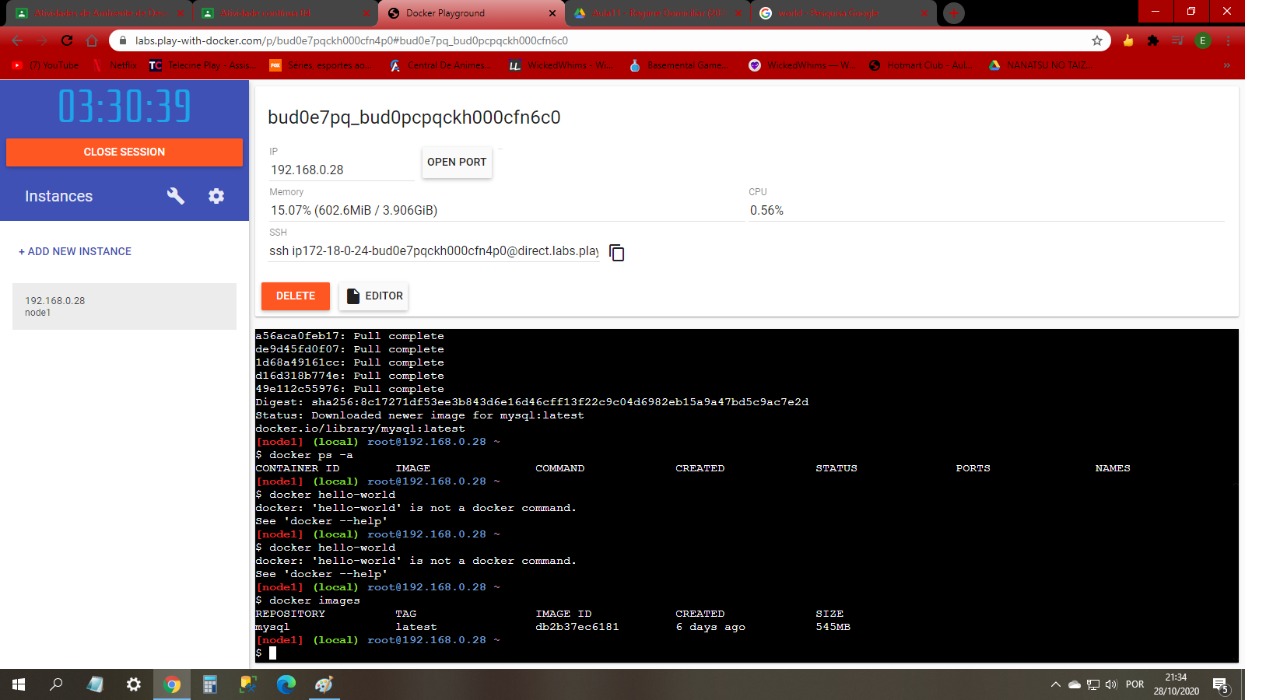 Docker Playground
labs.play-with-docker.com/p/bud0e7pqckh000cfn4p0#bud0e7pq_bud0pcpqckh000cfn6c0
E
(7) YouTube
Netflix
Telecine Play - Assis...
Series, esportes ao...
Central De Animes...
WickedWhims - W...
Basemental Game...
WickedWhims — W...
Hotmart Club - Aul...
NANATSU NO TAIZ...
»
03:30:39
CLOSE SESSION
Instances
+ ADD NEW INSTANCE
192.168.0.28
node1
bud0e7pq_bud0pcpqckh000cfn6c0
IP
192.168.0.28
OPEN PORT
Memory
15.07% (602.6MiB / 3.906GiB)
CPU
0.56%
SSH
ssh ip172-18-0-24-bud0e7pqckh000cfn4p0@direct.labs.play
DELETE
EDITOR
a56aca0feb17: Pull complete
de9d45fd0f07: Pull complete
1d68a49161cc: Pull complete
d16d318b774e: Pull complete
49e112c55976: Pull complete
Digest: sha256:8c17271df53ee3b843d6e16d46cff13f22c9c04d6982eb15a9a47bd5c9ac7e2d
Status: Downloaded newer image for mysql:latest
docker.io/library/mysql:latest
[node1] (local) root@192.168.0.28 ~
$ docker ps -a
CONTAINER ID IMAGE COMMAND CREATED STATUS PORTS NAMES
[node1] (local) root@192.168.0.28 ~
$ docker hello-world
docker: 'hello-world' is not a docker command.
See 'docker --help'
[node1] (local) root@192.168.0.28 ~
$ docker hello-world
docker: 'hello-world' is not a docker command.
See 'docker --help'
[node1] (local) root@192.168.0.28 ~
$ docker images
REPOSITORY TAG IMAGE ID CREATED SIZE
mysql latest db2b37ec6181 6 days ago 545MB
[node1] (local) root@192.168.0.28 ~
$
POR
21:34
28/10/2020
5